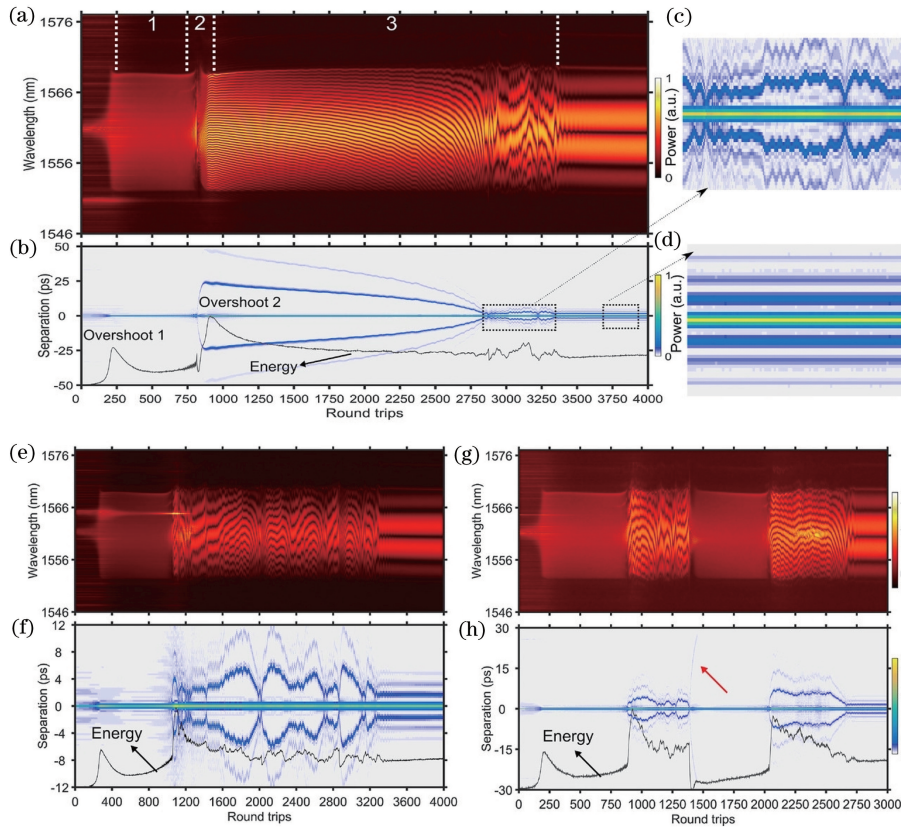 (a)
1
2
3
1576
1566
1556
1546
Wavelength (nm)
1
0
Power (a.u.)
(c)
(b)
50
25
0
-25
-50
Separation (ps)
Overshoot 1
Overshoot 2
Energy
1
0
Power (a.u.)
0 250 500 750 1000 1250 1500 1750 2000 2250 2500 2750 3000 3250 3500 3750 4000
Round trips
(d)
(e)
1576
1566
1556
1546
Wavelength (nm)
(g)
1576
1566
1556
1546
Wavelength (nm)
(f)
12
8
4
0
-4
-8
-12
Separation (ps)
Energy
0 400 800 1200 1600 2000 2400 2800 3200 3600 4000
Round trips
(h)
30
15
0
-15
-30
Separation (ps)
Energy
0 250 500 750 1000 1250 1500 1750 2000 2250 2500 2750 3000
Round trips